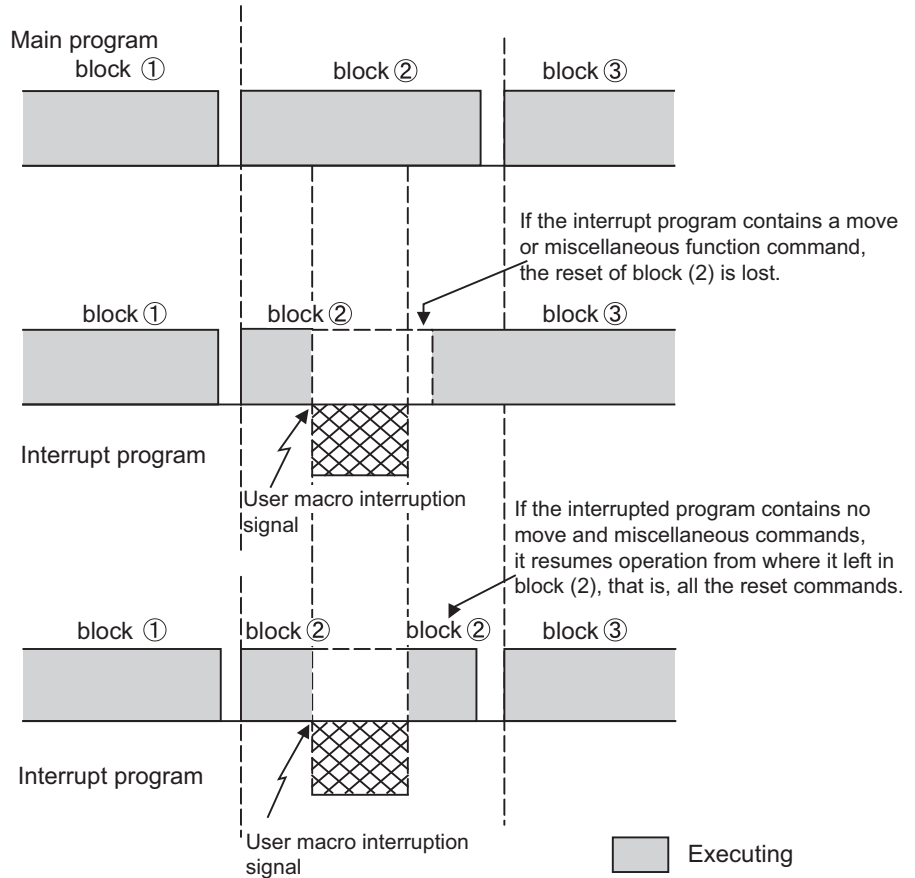 Main program
block ①
block ②
block ③
If the interrupt program contains a move
or miscellaneous function command,
the reset of block (2) is lost.
block ①
block ②
block ③
Interrupt program
User macro interruption
signal
If the interrupted program contains no
move and miscellaneous commands,
it resumes operation from where it left in
block (2), that is, all the reset commands.
block ①
block ②
block ②
block ③
Interrupt program
User macro interruption
signal
Executing